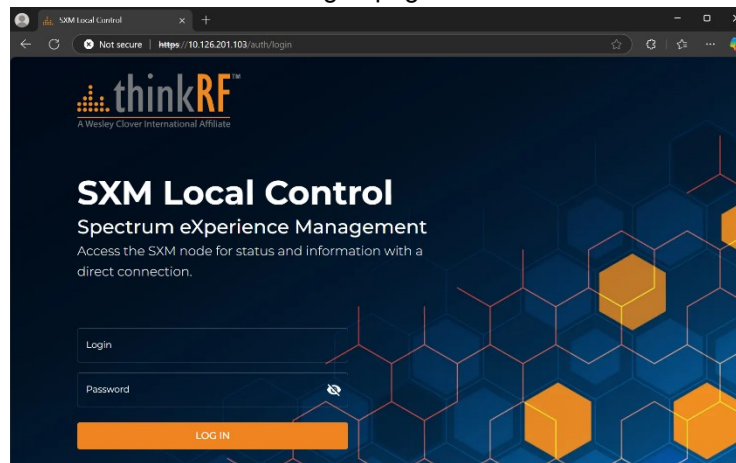 SXM Local Control
Not secure | https://10.126.201.103/auth/login
thinkRF™
A Wesley Clover International Affiliate
SXM Local Control
Spectrum eXperience Management
Access the SXM node for status and information with a
direct connection.
Login
Password
LOG IN